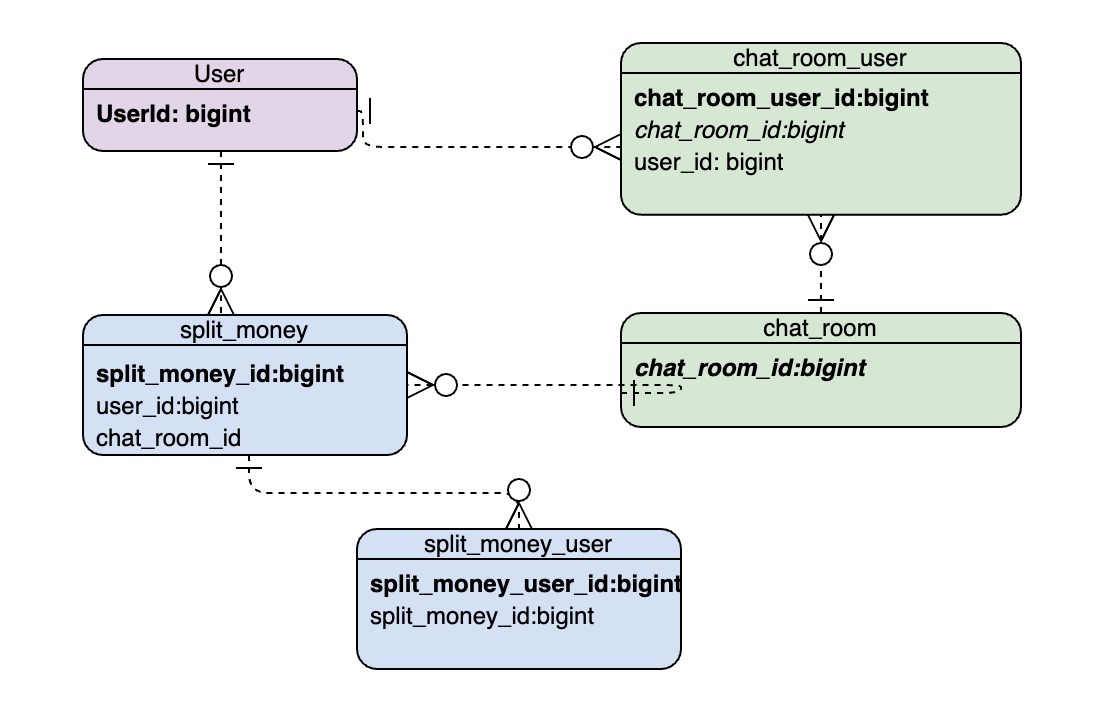 User
UserId: bigint
chat_room_user
chat_room_user_id:bigint
chat_room_id:bigint
user_id: bigint
split_money
split_money_id:bigint
user_id:bigint
chat_room_id
chat_room
chat_room_id:bigint
split_money_user
split_money_user_id:bigint
split_money_id:bigint